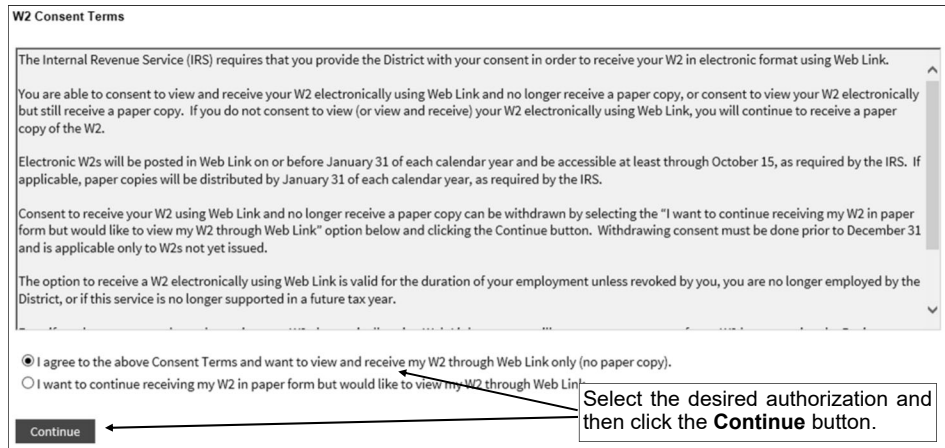 W2 Consent Terms
The Internal Revenue Service (IRS) requires that you provide the District with your consent in order to receive your W2 in electronic format using Web Link.
You are able to consent to view and receive your W2 electronically using Web Link and no longer receive a paper copy, or consent to view your W2 electronically
but still receive a paper copy. If you do not consent to view (or view and receive) your W2 electronically using Web Link, you will continue to receive a paper
copy of the W2.
Electronic W2s will be posted in Web Link on or before January 31 of each calendar year and be accessible at least through October 15, as required by the IRS. If
applicable, paper copies will be distributed by January 31 of each calendar year, as required by the IRS.
Consent to receive your W2 using Web Link and no longer receive a paper copy can be withdrawn by selecting the “I want to continue receiving my W2 in paper
form but would like to view my W2 through Web Link” option below and clicking the Continue button. Withdrawing consent must be done prior to December 31
and is applicable only to W2s not yet issued.
The option to receive a W2 electronically using Web Link is valid for the duration of your employment unless revoked by you, you are no longer employed by the
District, or if this service is no longer supported in a future tax year.
I agree to the above Consent Terms and want to view and receive my W2 through Web Link only (no paper copy).
I want to continue receiving my W2 in paper form but would like to view my W2 through Web Link
Select the desired authorization and
then click the Continue button.
Continue